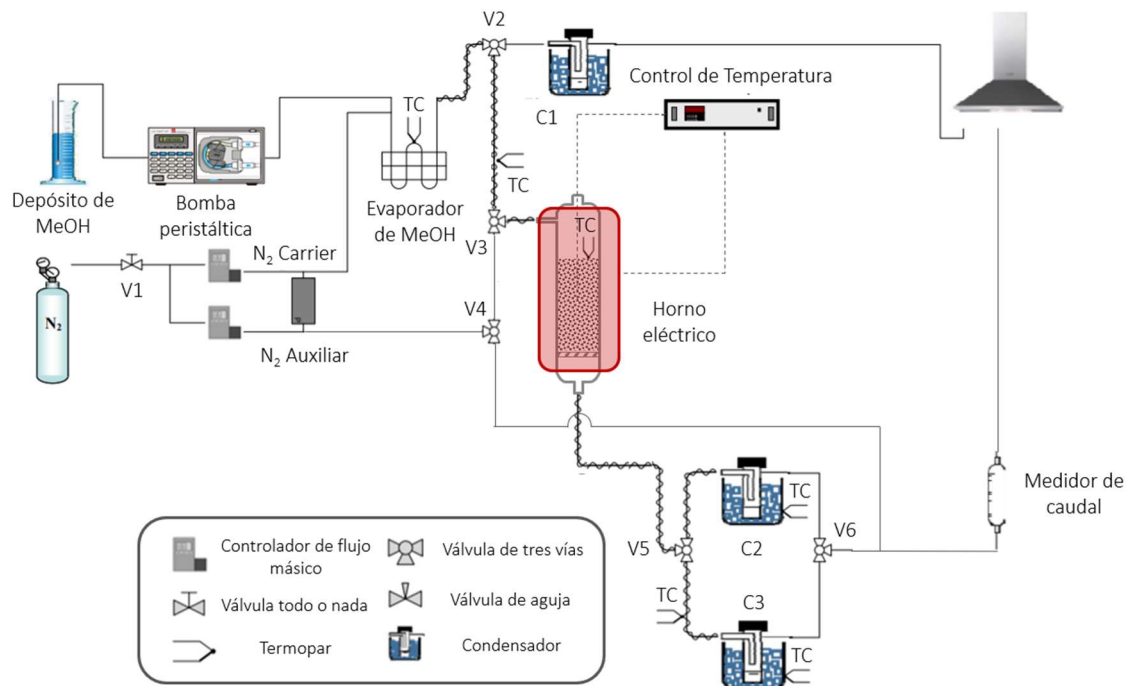 V2
Control de Temperatura
TC
C1
Depósito de
MeOH
Bomba
peristáltica
Evaporador
de MeOH
TC
V3
TC
N₂ Carrier
V1
N₂
N₂ Auxiliar
V4
Horno
eléctrico
TC
C2
V5
V6
Medidor de
caudal
TC
C3
TC
Controlador de flujo
másico
Válvula de tres vías
Válvula todo o nada
Válvula de aguja
Termopar
Condensador